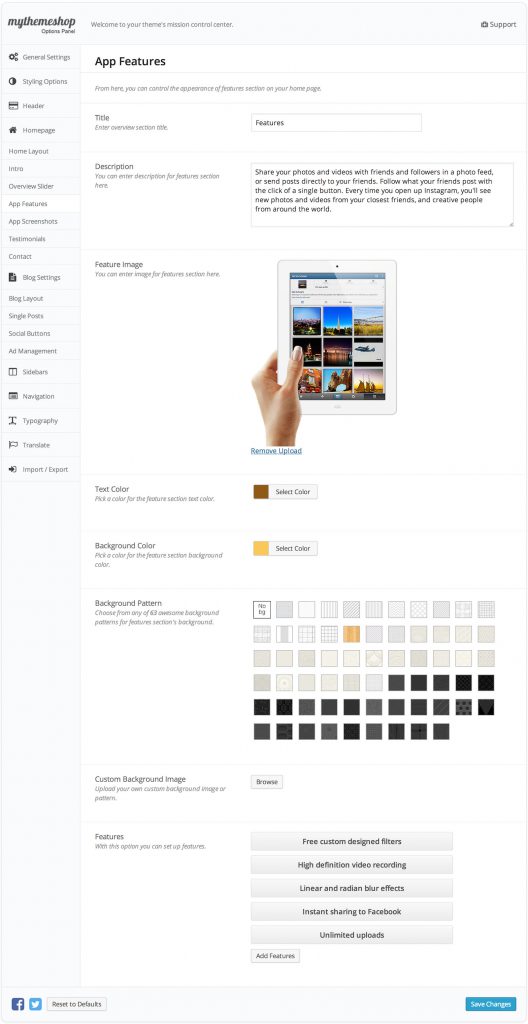 mythemeshop
Options Panel
Welcome to your theme's mission control center.
Support
General Settings
Styling Options
Header
Homepage
Home Layout
Intro
Overview Slider
App Features
App Screenshots
Testimonials
Contact
Blog Settings
Blog Layout
Single Posts
Social Buttons
Ad Management
Sidebars
Navigation
Typography
Translate
Import / Export
App Features
From here, you can control the appearance of features section on your home page.
Title
Enter overview section title.
Features
Description
You can enter description for features section
here.
Share your photos and videos with friends and followers in a photo feed,
or send posts directly to your friends. Follow what your friends post with
the click of a single button. Every time you open up Instagram, you'll see
new photos and videos from your closest friends, and creative people
from around the world.
Feature Image
You can enter image for features section here.
Remove Upload
Text Color
Pick a color for the feature section text color.
Select Color
Background Color
Pick a color for the feature section background
color.
Select Color
Background Pattern
Choose from any of 63 awesome background
patterns for features section's background.
No
bg
Custom Background Image
Upload your own custom background image or
pattern.
Browse
Features
With this option you can set up features.
Free custom designed filters
High definition video recording
Linear and radian blur effects
Instant sharing to Facebook
Unlimited uploads
Add Features
Reset to Defaults
Save Changes